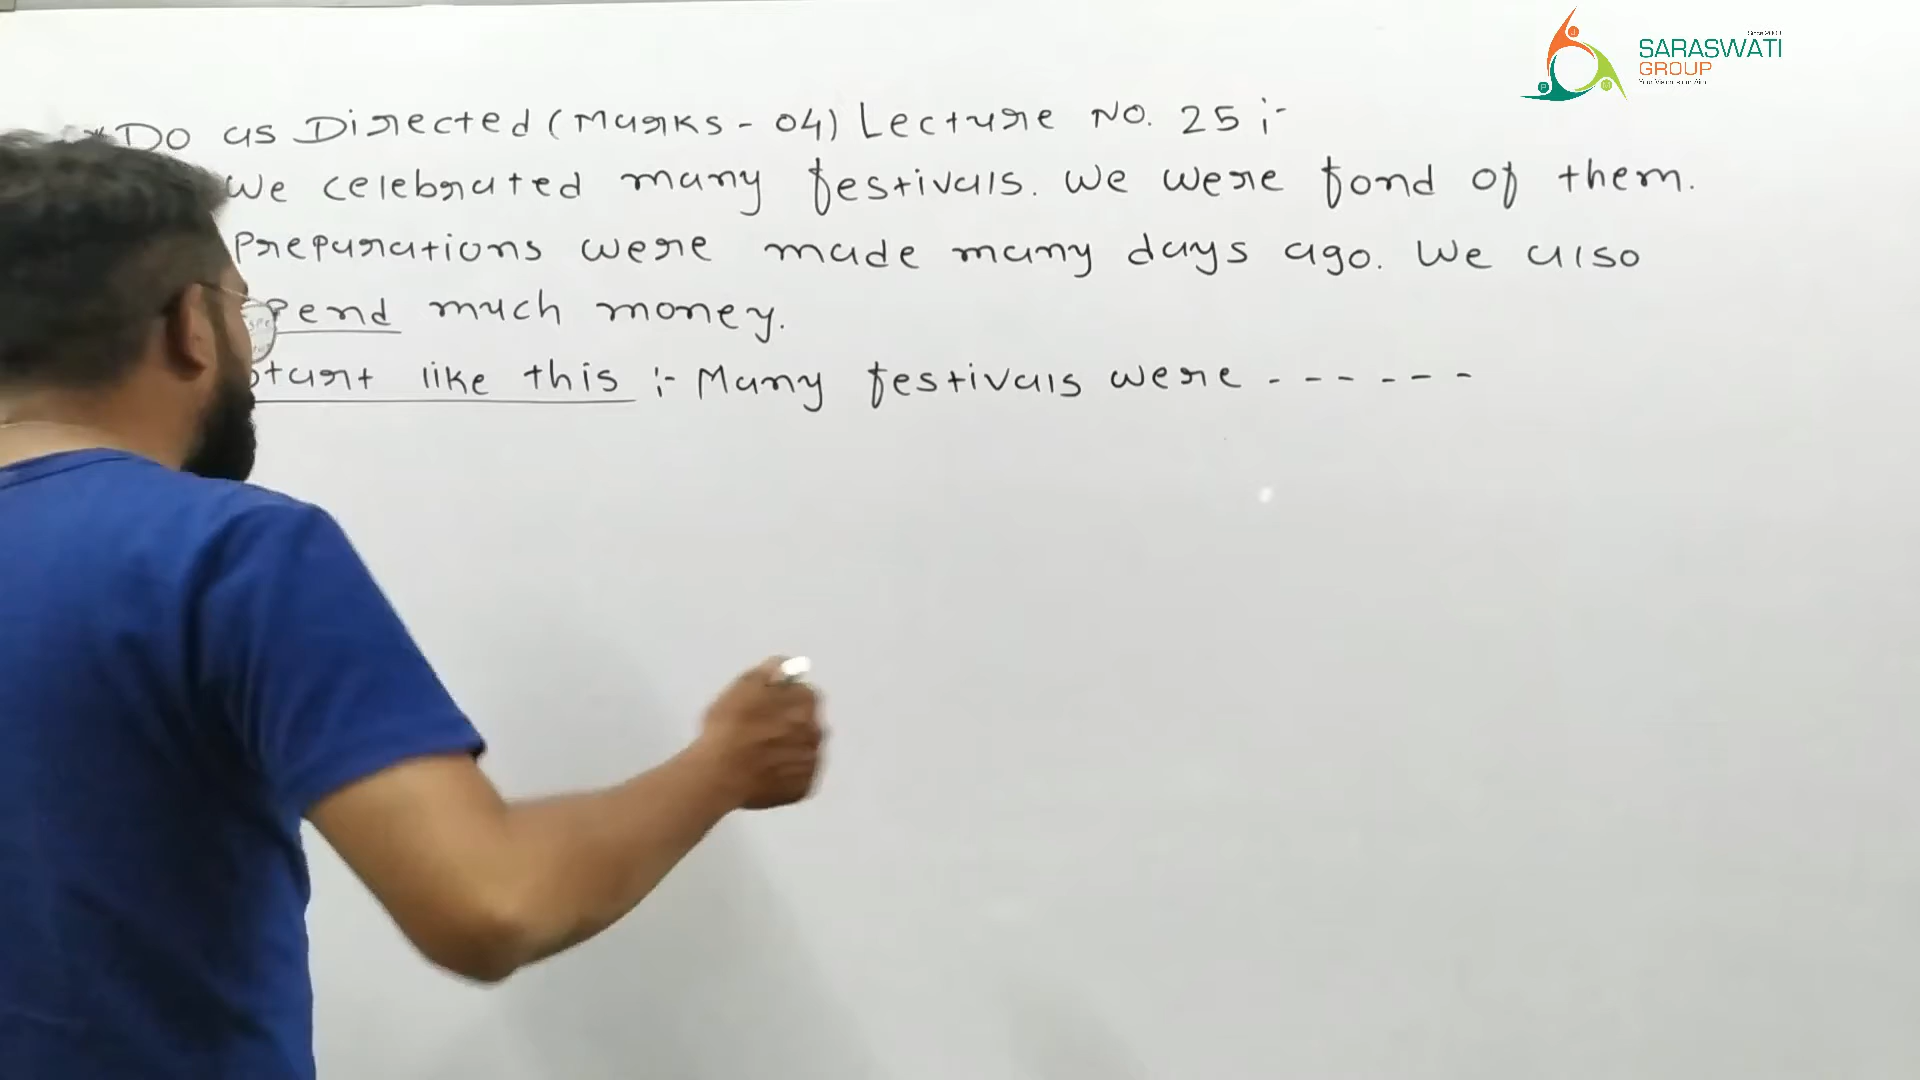 SARASWATI
GROUP
*Do as Directed (Marks - 04) Lecture No. 25 :-
We celebrated many festivals. We were fond of them.
Preparations were made many days ago. We also
spend much money.
Start like this :- Many festivals were - - - - - -